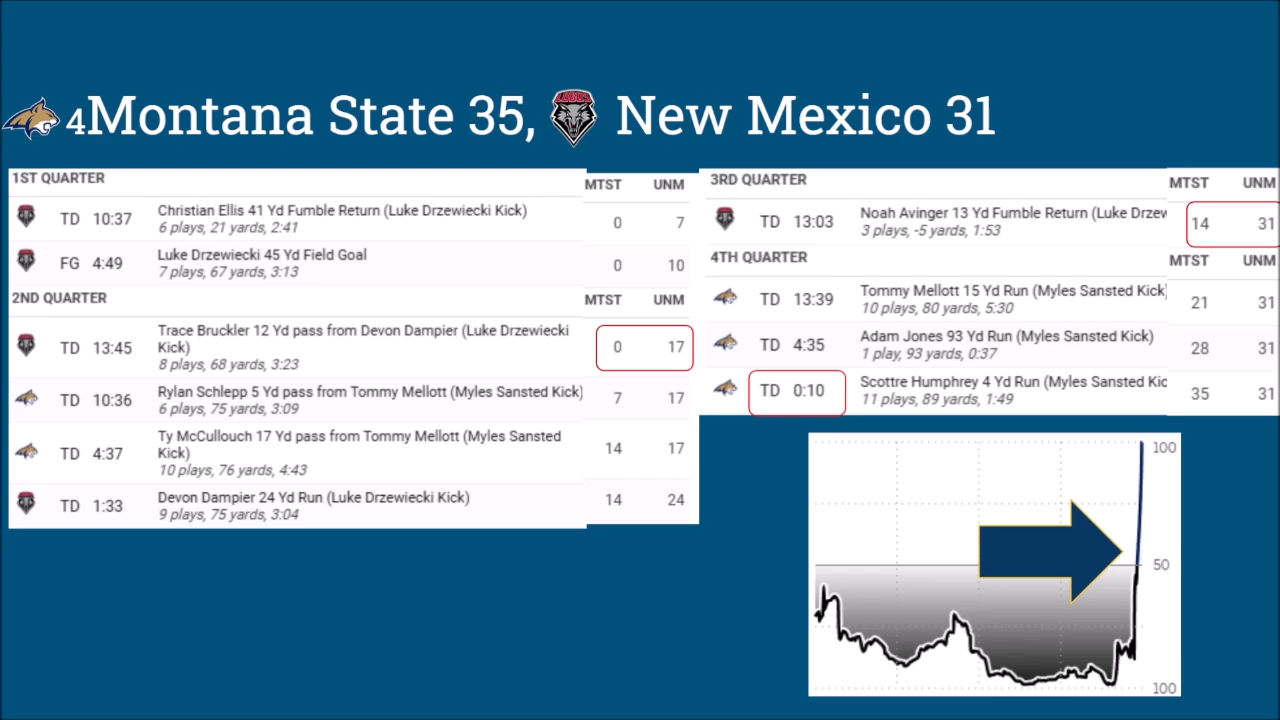 4Montana State 35, New Mexico 31
1ST QUARTER MTST UNM
TD 10:37 Christian Ellis 41 Yd Fumble Return (Luke Drzewiecki Kick) 0 7
6 plays, 21 yards, 2:41
FG 4:49 Luke Drzewiecki 45 Yd Field Goal 0 10
7 plays, 67 yards, 3:13
2ND QUARTER MTST UNM
TD 13:45 Trace Bruckler 12 Yd pass from Devon Dampier (Luke Drzewiecki 0 17
Kick)
8 plays, 68 yards, 3:23
TD 10:36 Rylan Schlepp 5 Yd pass from Tommy Mellott (Myles Sansted Kick) 7 17
6 plays, 75 yards, 3:09
TD 4:37 Ty McCullouch 17 Yd pass from Tommy Mellott (Myles Sansted 14 17
Kick)
10 plays, 76 yards, 4:43
TD 1:33 Devon Dampier 24 Yd Run (Luke Drzewiecki Kick) 14 24
9 plays, 75 yards, 3:04
3RD QUARTER MTST UNM
TD 13:03 Noah Avinger 13 Yd Fumble Return (Luke Drzew 14 31
3 plays, -5 yards, 1:53
4TH QUARTER MTST UNM
TD 13:39 Tommy Mellott 15 Yd Run (Myles Sansted Kick) 21 31
10 plays, 80 yards, 5:30
TD 4:35 Adam Jones 93 Yd Run (Myles Sansted Kick) 28 31
1 play, 93 yards, 0:37
TD 0:10 Scottre Humphrey 4 Yd Run (Myles Sansted Kic 35 31
11 plays, 89 yards, 1:49
100
50
100
LOBOS